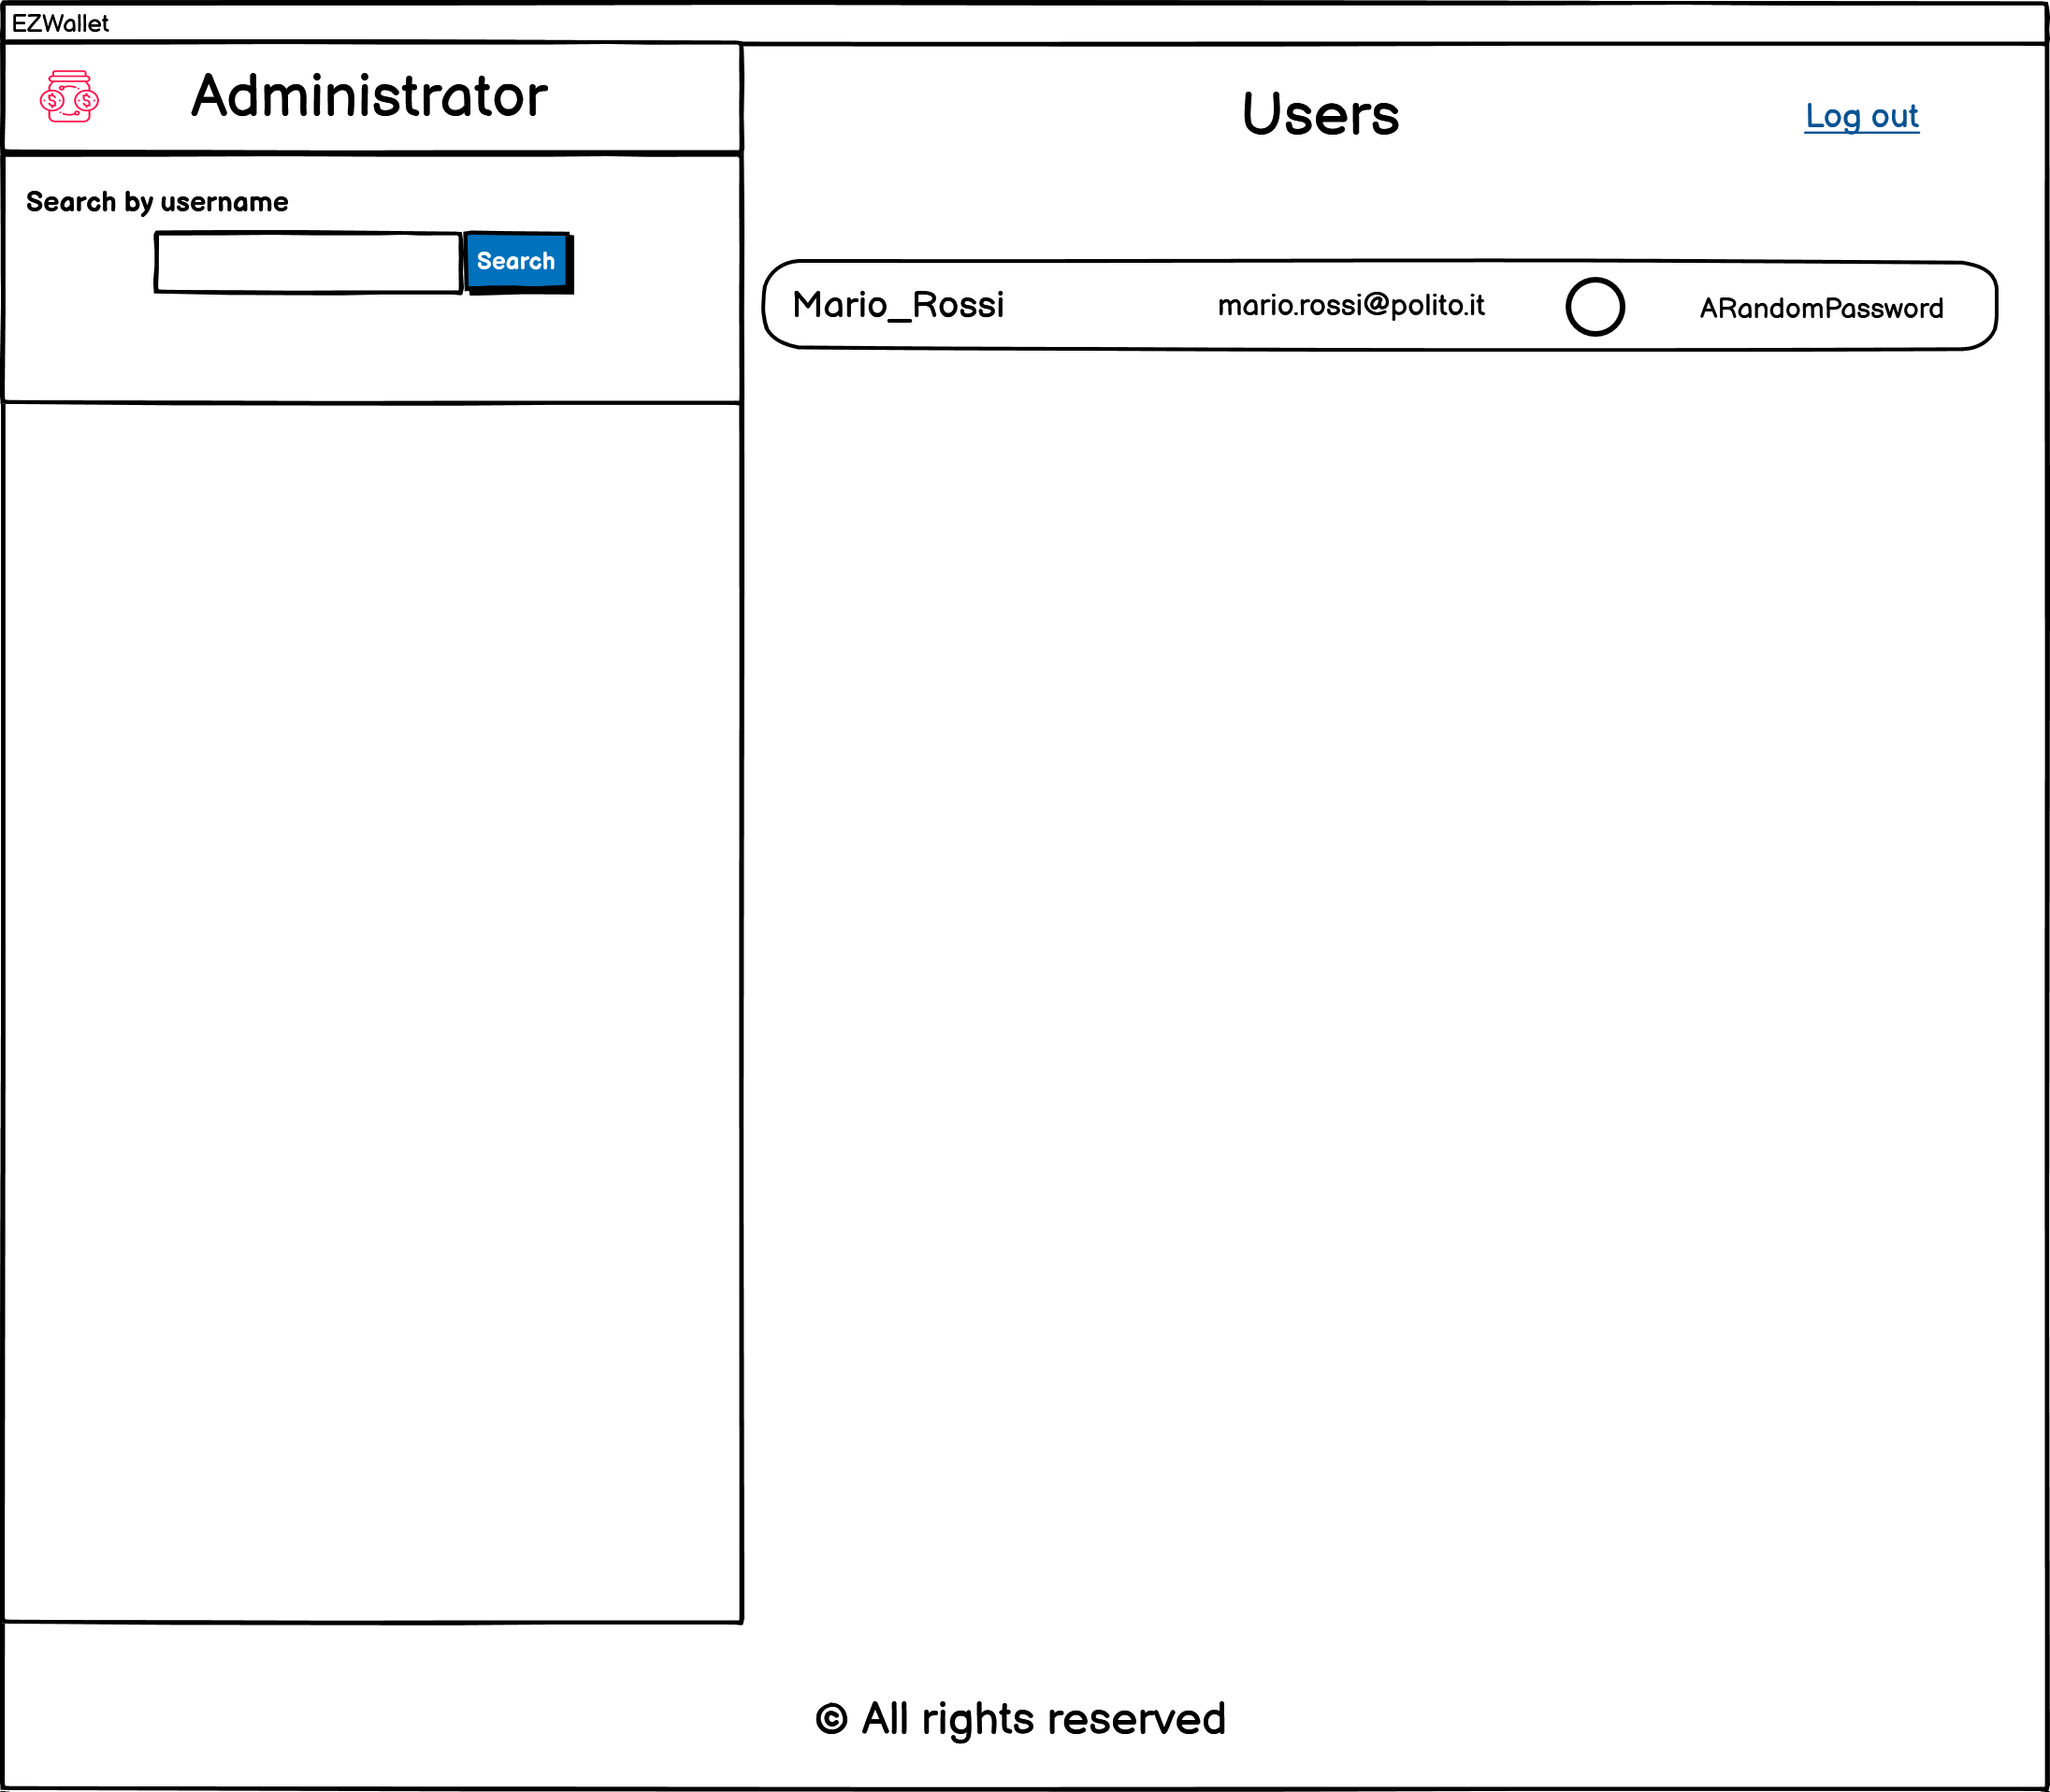 EZWallet
Administrator
Users
Log out
Search by username
Search
Mario_Rossi
mario.rossi@polito.it
ARandomPassword
© All rights reserved